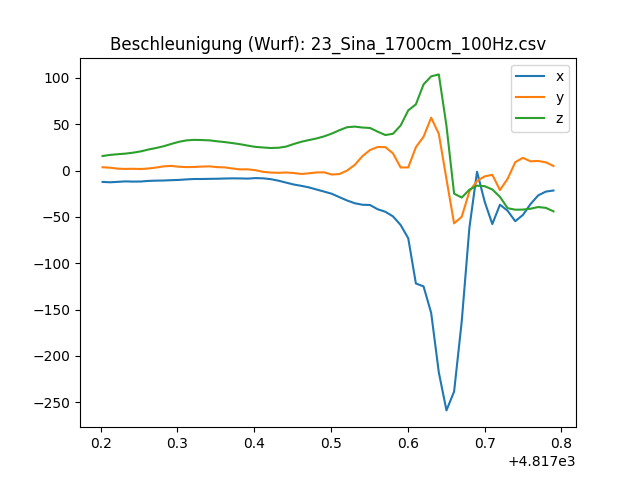 Beschleunigung (Wurf): 23_Sina_1700cm_100Hz.csv
x
y
z
100
50
0
−50
−100
−150
−200
−250
0.2 0.3 0.4 0.5 0.6 0.7 0.8
+4.817e3